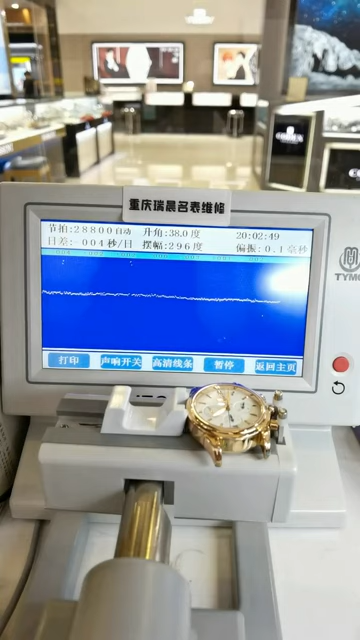 重庆瑞晨名表维修
节拍:28800自动 升角:38.0度 20:02:49
日差:-004秒/日 摆幅:296度 偏振:0.1毫秒
打印 声响开关 高清线条 暂停 返回主页